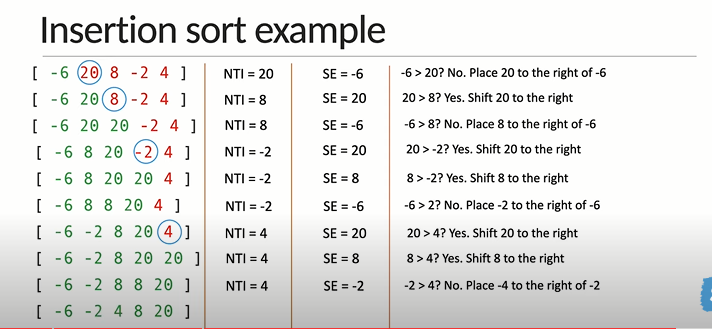 Insertion sort example
[ -6 20 8 -2 4 ] NTI = 20 SE = -6 -6 > 20? No. Place 20 to the right of -6
[ -6 20 8 -2 4 ] NTI = 8 SE = 20 20 > 8? Yes. Shift 20 to the right
[ -6 20 20 -2 4 ] NTI = 8 SE = -6 -6 > 8? No. Place 8 to the right of -6
[ -6 8 20 -2 4 ] NTI = -2 SE = 20 20 > -2? Yes. Shift 20 to the right
[ -6 8 20 20 4 ] NTI = -2 SE = 8 8 > -2? Yes. Shift 8 to the right
[ -6 8 8 20 4 ] NTI = -2 SE = -6 -6 > 2? No. Place -2 to the right of -6
[ -6 -2 8 20 4 ] NTI = 4 SE = 20 20 > 4? Yes. Shift 20 to the right
[ -6 -2 8 20 20 ] NTI = 4 SE = 8 8 > 4? Yes. Shift 8 to the right
[ -6 -2 8 8 20 ] NTI = 4 SE = -2 -2 > 4? No. Place -4 to the right of -2
[ -6 -2 4 8 20 ]